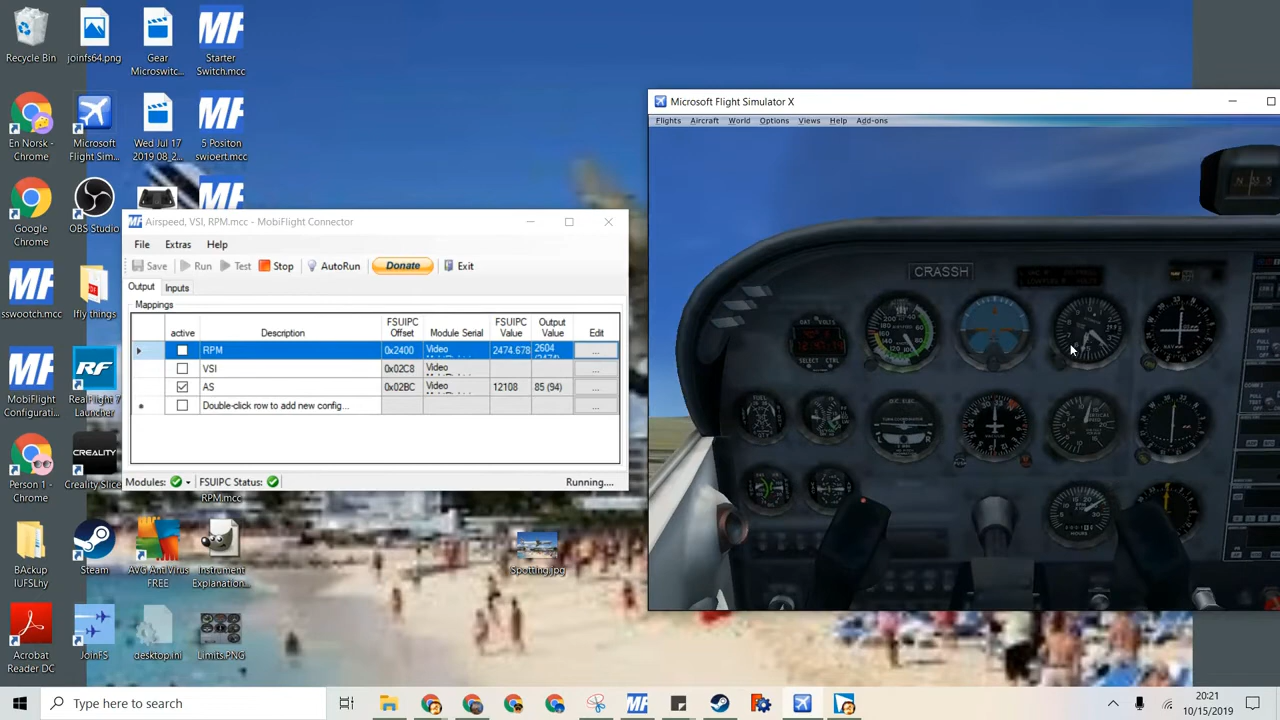 Recycle Bin
joinfs64.png
Gear Microswitc...
Starter Switch.mcc
En Norsk - Chrome
Microsoft Flight Sim...
Wed Jul 17 2019 08_2...
5 Positon swioert.mcc
Google Chrome
OBS Studio
sswootch.mcc
Ifly things
MobiFlight Configurati...
RealFlight 7 Launcher
Person 1 - Chrome
Creality Slicer
RPM.mcc
BAckup IUFSLhy
Steam
AVG AntiVirus FREE
Instrument Explanation...
Spotting.jpg
Acrobat Reader DC
JoinFS
desktop.ini
Limits.PNG
MF Airspeed, VSI, RPM.mcc - MobiFlight Connector
File Extras Help
Save Run Test Stop AutoRun Donate Exit
Output Inputs
Mappings
active Description FSUIPC Offset Module Serial FSUIPC Value Output Value Edit
RPM 0x2400 Video 2474.678 2604 ...
VSI 0x02C8 Video ...
AS 0x02BC Video 12108 85 (94) ...
Double-click row to add new config... ...
Modules: FSUIPC Status: Running....
Microsoft Flight Simulator X
Flights Aircraft World Options Views Help Add-ons
CRASSH
Type here to search
20:21
10/15/2019